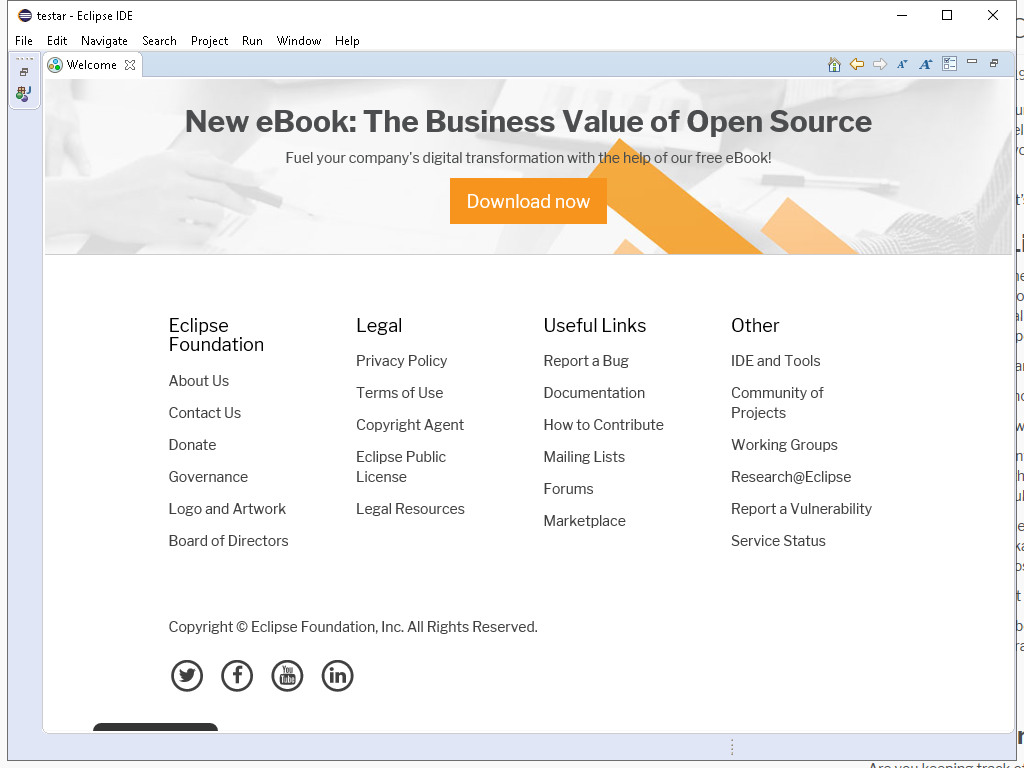 testar - Eclipse IDE
File Edit Navigate Search Project Run Window Help
Welcome
New eBook: The Business Value of Open Source
Fuel your company's digital transformation with the help of our free eBook!
Download now
Eclipse
Foundation
About Us
Contact Us
Donate
Governance
Logo and Artwork
Board of Directors
Legal
Privacy Policy
Terms of Use
Copyright Agent
Eclipse Public
License
Legal Resources
Useful Links
Report a Bug
Documentation
How to Contribute
Mailing Lists
Forums
Marketplace
Other
IDE and Tools
Community of
Projects
Working Groups
Research@Eclipse
Report a Vulnerability
Service Status
Copyright © Eclipse Foundation, Inc. All Rights Reserved.
You
Tube
in